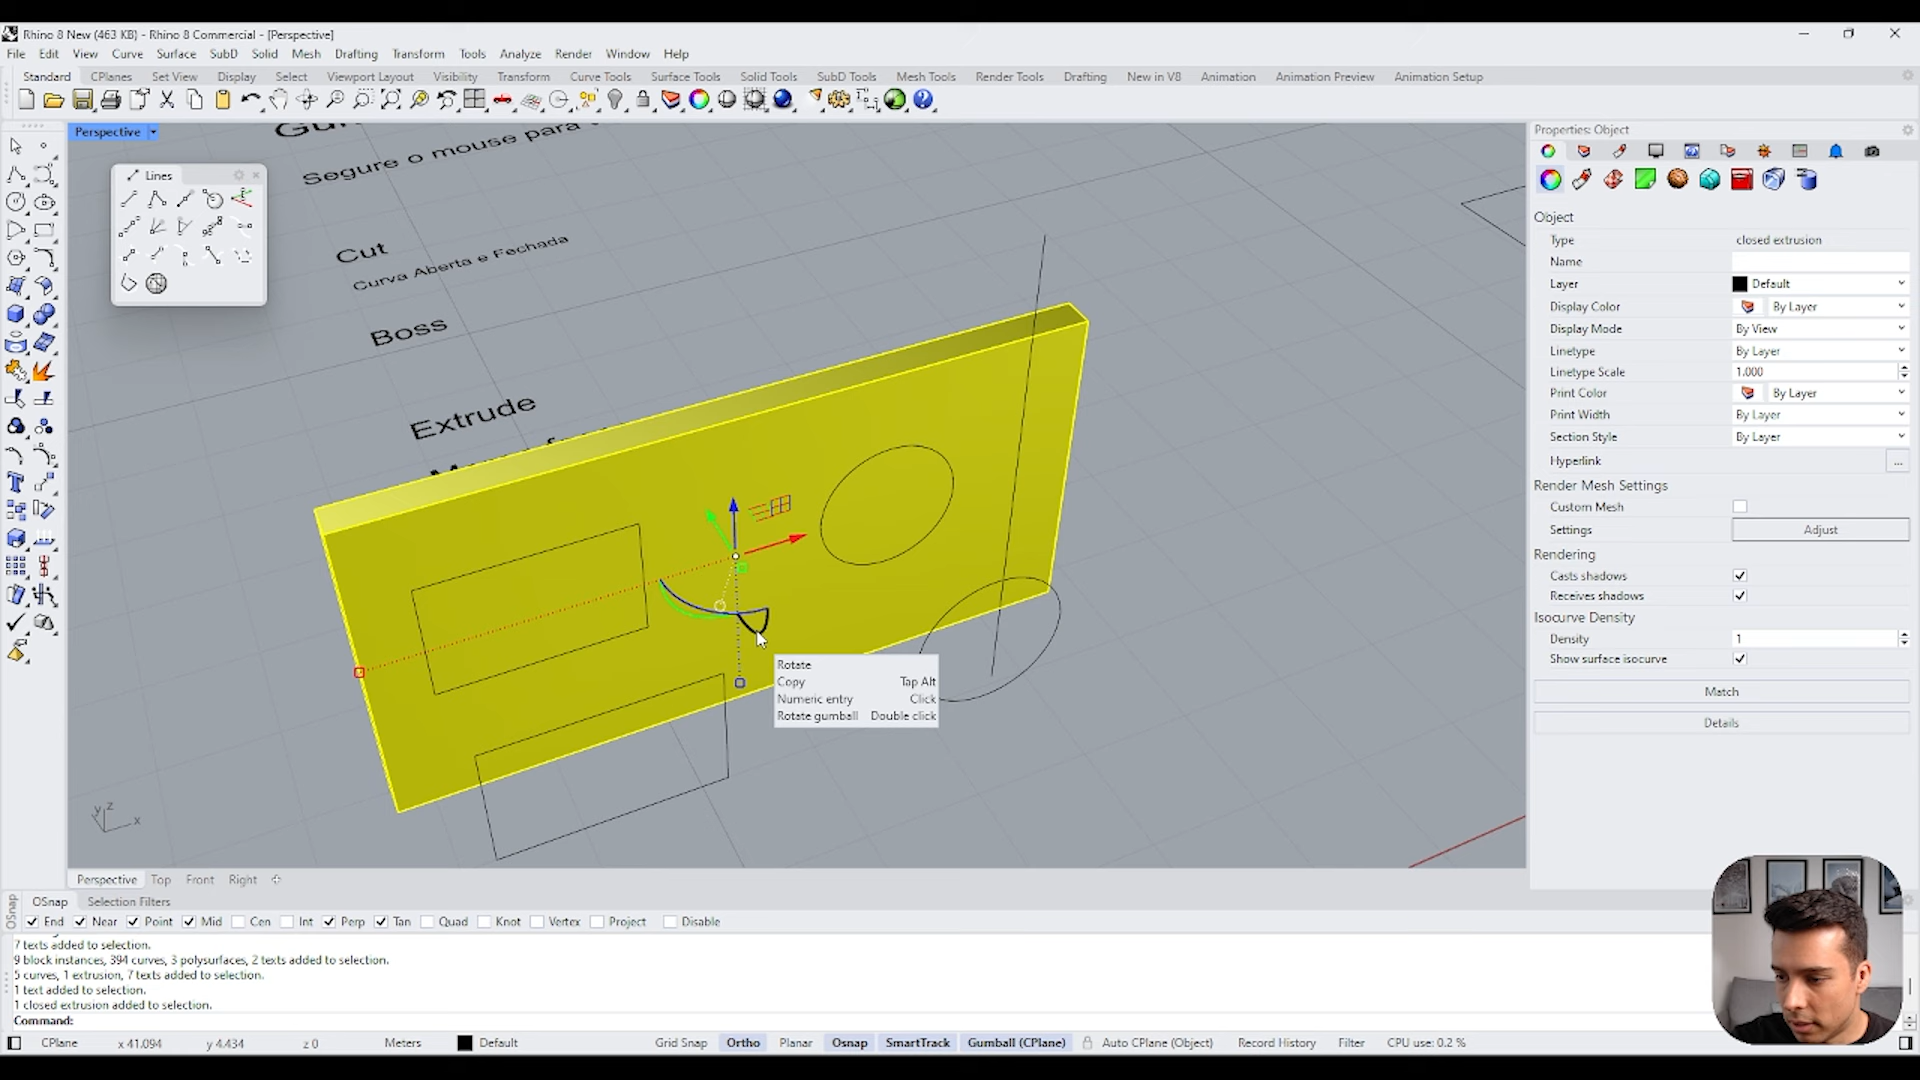 Rhino 8 New (463 KB) - Rhino 8 Commercial - [Perspective]
File Edit View Curve Surface SubD Solid Mesh Drafting Transform Tools Analyze Render Window Help
Standard CPlanes Set View Display Select Viewport Layout Visibility Transform Curve Tools Surface Tools Solid Tools SubD Tools Mesh Tools Render Tools Drafting New in V8 Animation Animation Preview Animation Setup
Perspective
Lines
Segure o mouse para
Cut
Curva Aberta e Fechada
Boss
Extrude
Rotate
Copy Tap Alt
Numeric entry Click
Rotate gumball Double click
y z x
Properties: Object
Object
Type closed extrusion
Name
Layer Default
Display Color By Layer
Display Mode By View
Linetype By Layer
Linetype Scale 1.000
Print Color By Layer
Print Width By Layer
Section Style By Layer
Hyperlink ...
Render Mesh Settings
Custom Mesh
Settings Adjust
Rendering
Casts shadows
Receives shadows
Isocurve Density
Density 1
Show surface isocurve
Match
Details
Perspective Top Front Right
OSnap Selection Filters
OSnap
End Near Point Mid Cen Int Perp Tan Quad Knot Vertex Project Disable
7 texts added to selection.
9 block instances, 394 curves, 3 polysurfaces, 2 texts added to selection.
5 curves, 1 extrusion, 7 texts added to selection.
1 text added to selection.
1 closed extrusion added to selection.
Command:
CPlane x 41.094 y 4.434 z 0 Meters Default Grid Snap Ortho Planar Osnap SmartTrack Gumball (CPlane) Auto CPlane (Object) Record History Filter CPU use: 0.2 %